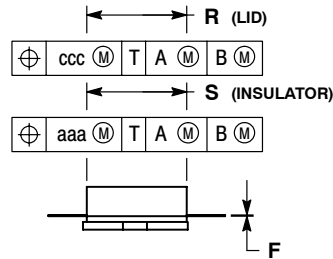 R (LID)
⌖ ccc Ⓜ T A Ⓜ B Ⓜ
S (INSULATOR)
⌖ aaa Ⓜ T A Ⓜ B Ⓜ
F